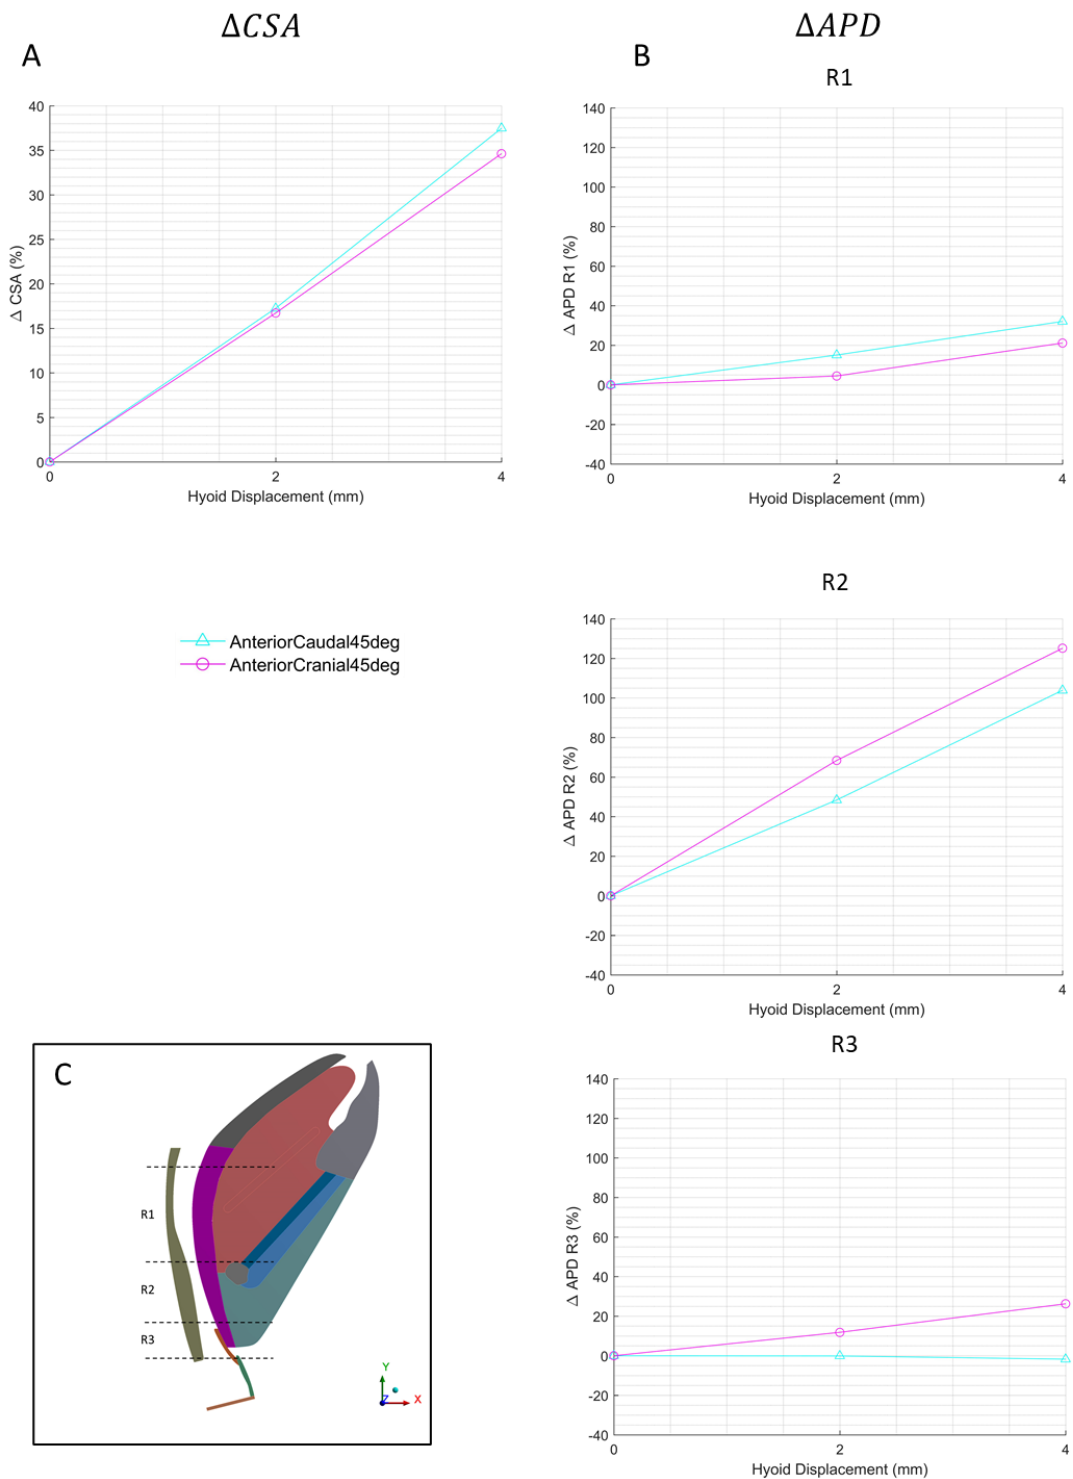 ΔCSA
A
40
35
30
25
20
15
10
5
0
Δ CSA (%)
0 2 4
Hyoid Displacement (mm)
AnteriorCaudal45deg
AnteriorCranial45deg
ΔAPD
B
R1
140
120
100
80
60
40
20
0
-20
-40
Δ APD R1 (%)
0 2 4
Hyoid Displacement (mm)
R2
140
120
100
80
60
40
20
0
-20
-40
Δ APD R2 (%)
0 2 4
Hyoid Displacement (mm)
R3
140
120
100
80
60
40
20
0
-20
-40
Δ APD R3 (%)
0 2 4
Hyoid Displacement (mm)
C
R1
R2
R3
Y
Z X